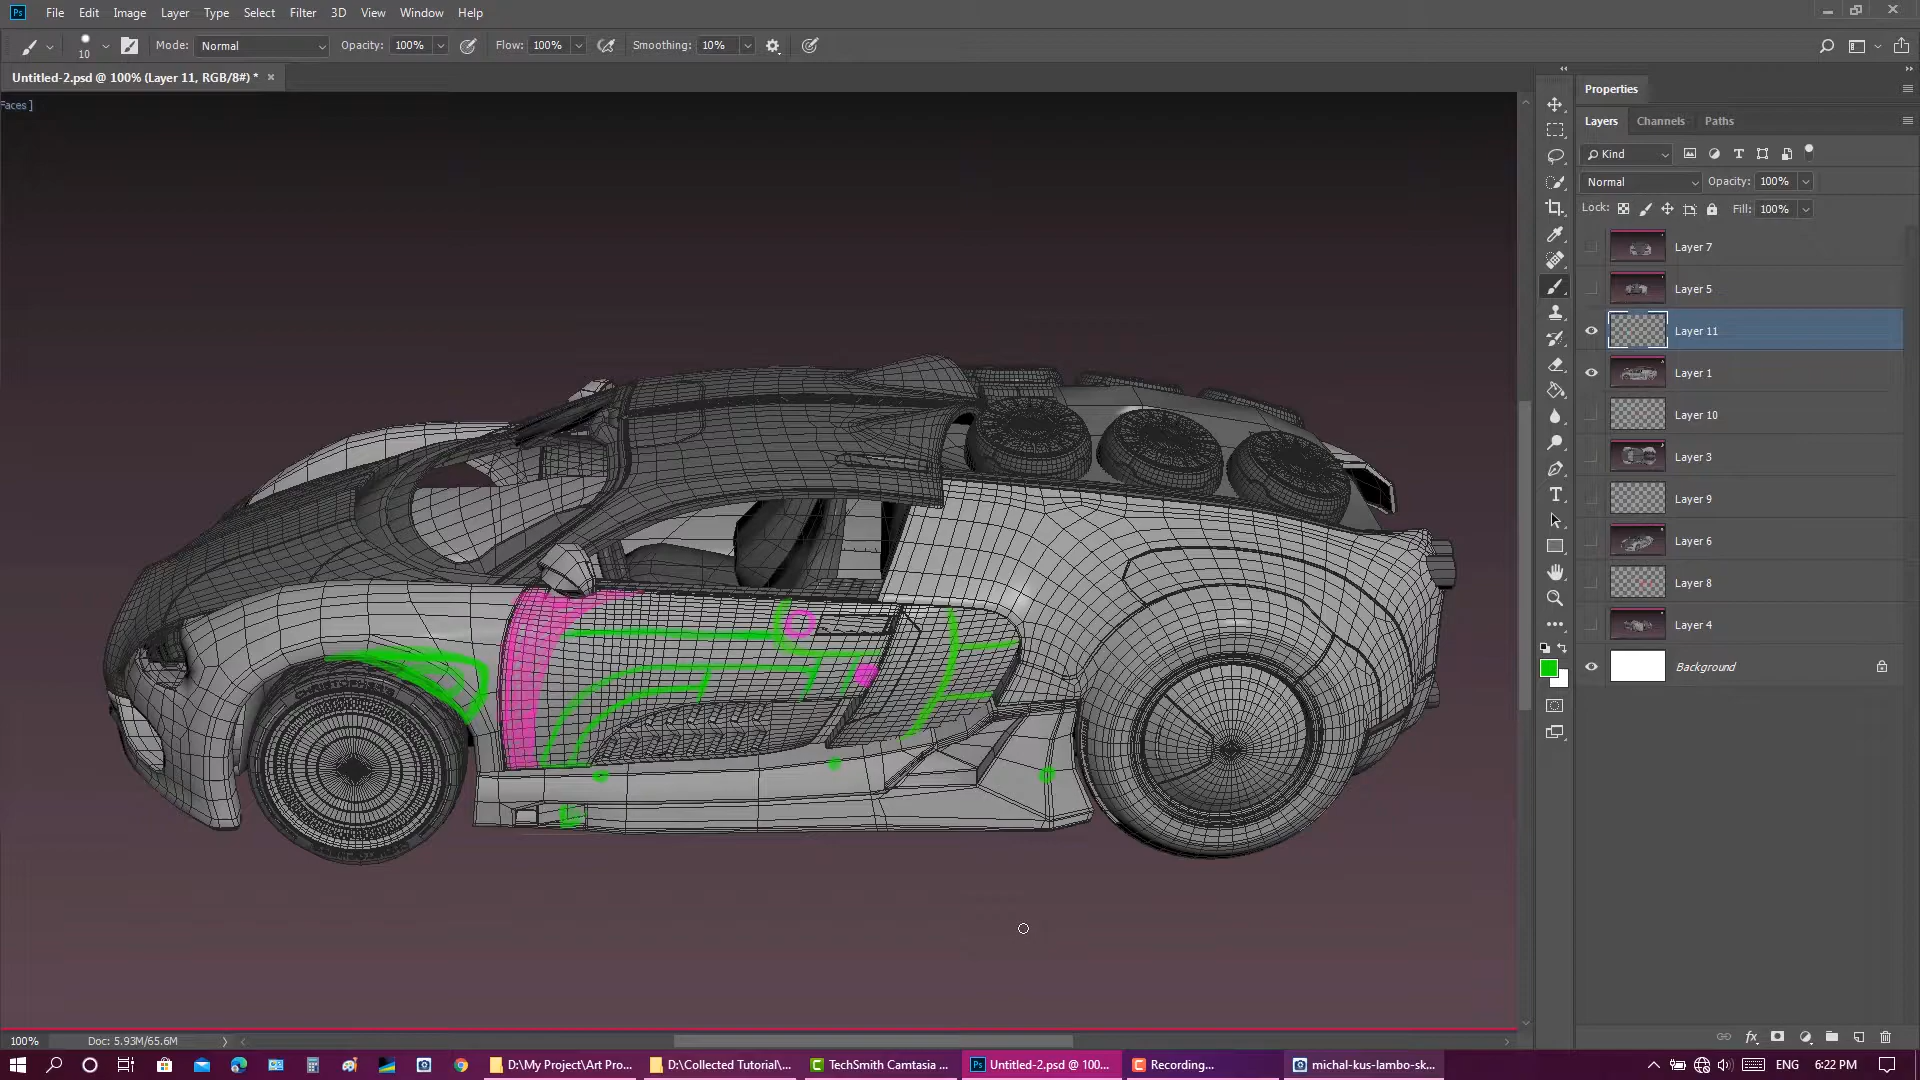 Ps File Edit Image Layer Type Select Filter 3D View Window Help
10 Mode: Normal Opacity: 100% Flow: 100% Smoothing: 10%
Untitled-2.psd @ 100% (Layer 11, RGB/8#) * ×
Faces ]
Properties
Layers Channels Paths
Kind
Normal Opacity: 100%
Lock: Fill: 100%
Layer 7
Layer 5
Layer 11
Layer 1
Layer 10
Layer 3
Layer 9
Layer 6
Layer 8
Layer 4
Background
100% Doc: 5.93M/65.6M
D:\My Project\Art Pro... D:\Collected Tutorial\... TechSmith Camtasia ... Untitled-2.psd @ 100... Recording... michal-kus-lambo-sk... ENG 6:22 PM